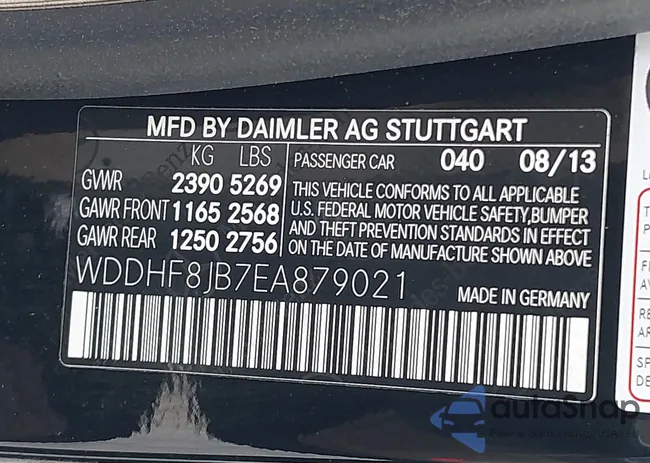 MFD BY DAIMLER AG STUTTGART
KG LBS
GVWR 2390 5269
GAWR FRONT 1165 2568
GAWR REAR 1250 2756
PASSENGER CAR 040 08/13
THIS VEHICLE CONFORMS TO ALL APPLICABLE
U.S. FEDERAL MOTOR VEHICLE SAFETY,BUMPER
AND THEFT PREVENTION STANDARDS IN EFFECT
ON THE DATE OF MANUFACTURE SHOWN ABOVE
WDDHF8JB7EA879021
MADE IN GERMANY
autoSnap